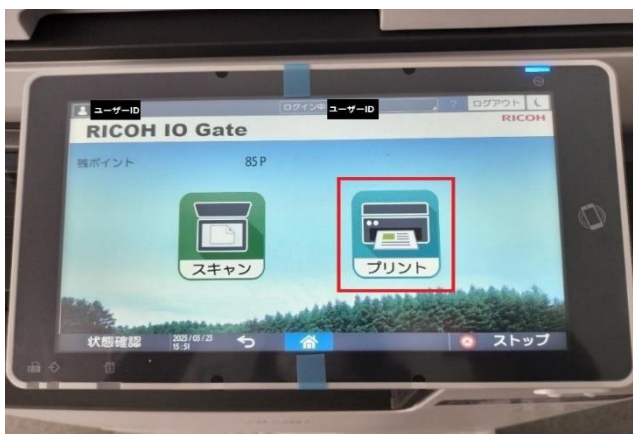 ユーザーID
ログイン中 ユーザーID
? ログアウト
RICOH IO Gate
RICOH
残ポイント 85 P
スキャン
プリント
状態確認
2023/03/23
15:51
ストップ